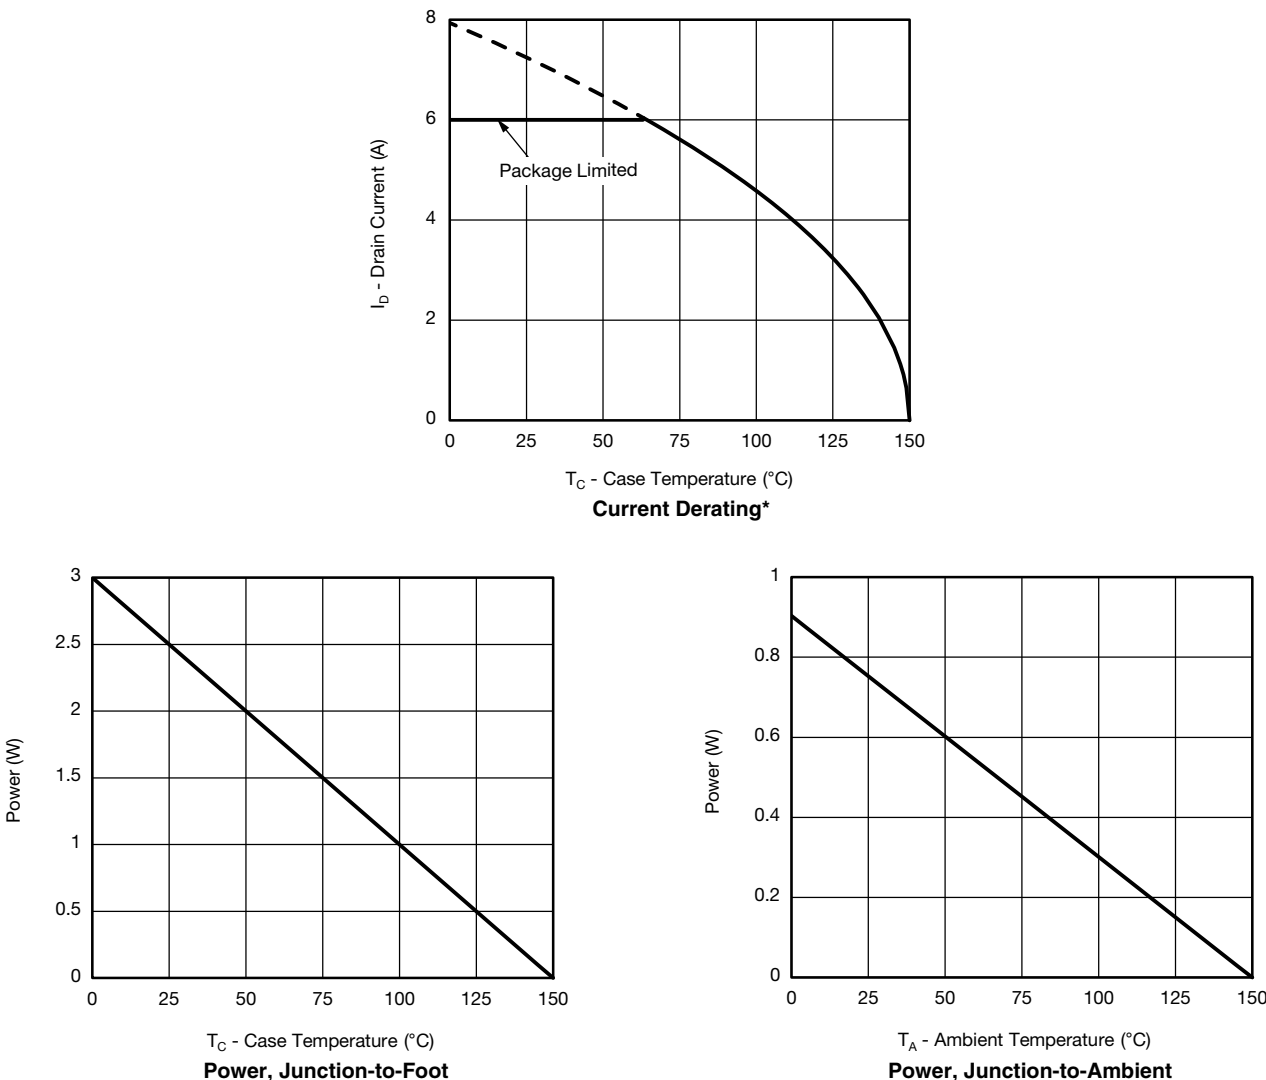 8
6
4
2
0
I_D - Drain Current (A)
Package Limited
0 25 50 75 100 125 150
T_C - Case Temperature (°C)
Current Derating*
3
2.5
2
1.5
1
0.5
0
Power (W)
0 25 50 75 100 125 150
T_C - Case Temperature (°C)
Power, Junction-to-Foot
1
0.8
0.6
0.4
0.2
0
Power (W)
0 25 50 75 100 125 150
T_A - Ambient Temperature (°C)
Power, Junction-to-Ambient